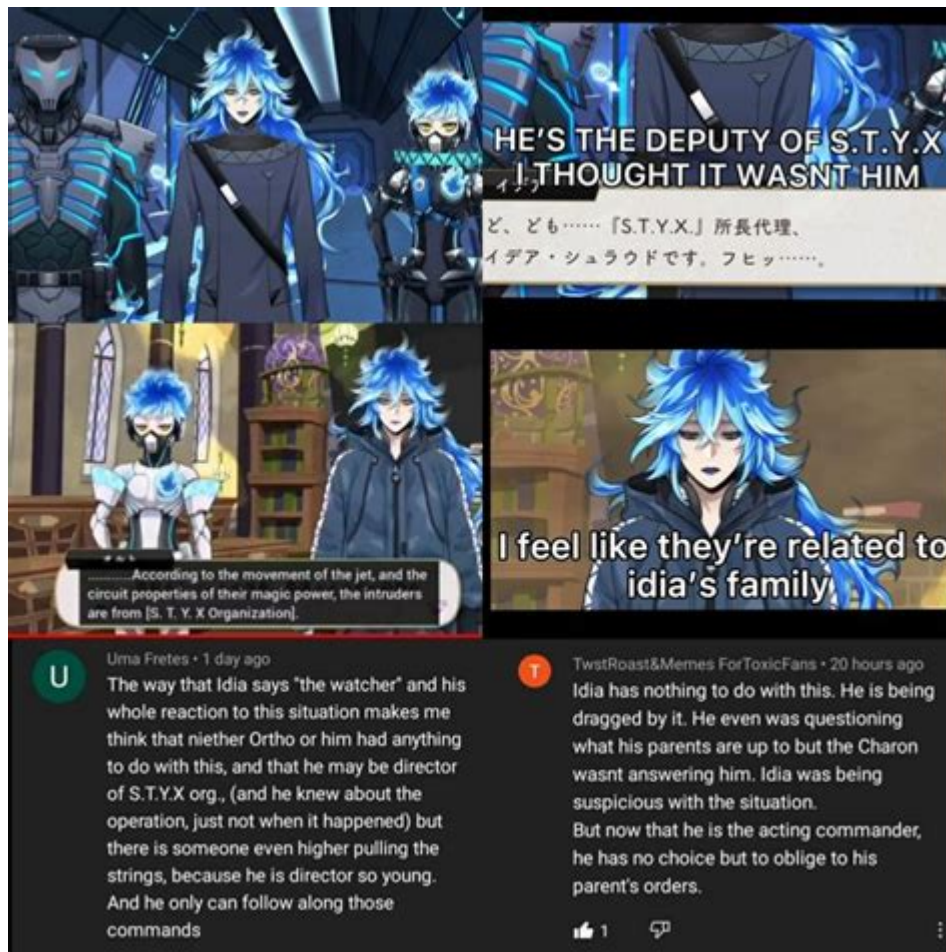 HE'S THE DEPUTY OF S.T.Y.X
I THOUGHT IT WASNT HIM
イデア
ど、ども……『S.T.Y.X.』所長代理、
イデア・シュラウドです。フヒッ……。
............According to the movement of the jet, and the
circuit properties of their magic power, the intruders
are from [S. T. Y. X Organization].
I feel like they're related to
idia's family
U
Uma Fretes • 1 day ago
The way that Idia says "the watcher" and his
whole reaction to this situation makes me
think that niether Ortho or him had anything
to do with this, and that he may be director
of S.T.Y.X org., (and he knew about the
operation, just not when it happened) but
there is someone even higher pulling the
strings, because he is director so young.
And he only can follow along those
commands
T
TwstRoast&Memes ForToxicFans • 20 hours ago
Idia has nothing to do with this. He is being
dragged by it. He even was questioning
what his parents are up to but the Charon
wasnt answering him. Idia was being
suspicious with the situation.
But now that he is the acting commander,
he has no choice but to oblige to his
parent's orders.
1